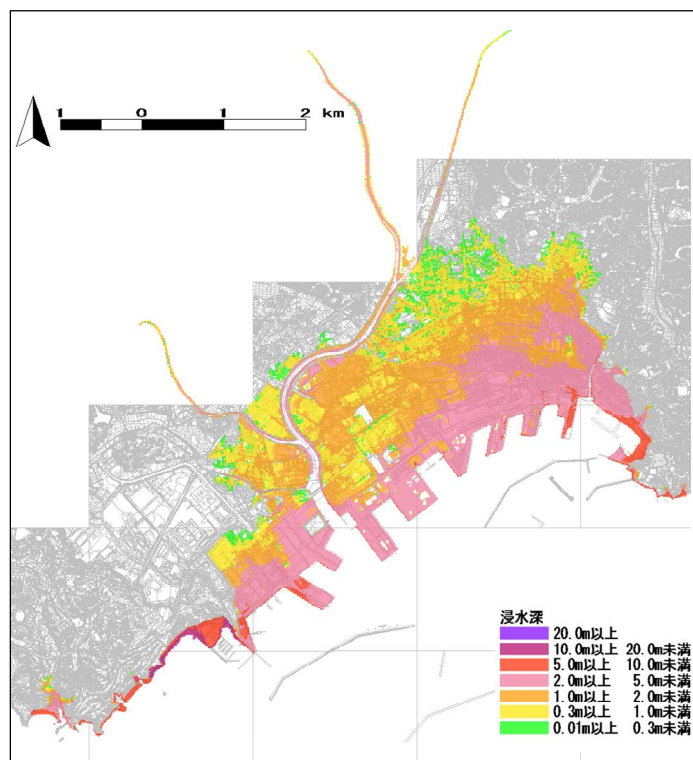 1 0 1 2 km
浸水深
20.0m以上
10.0m以上 20.0m未満
5.0m以上 10.0m未満
2.0m以上 5.0m未満
1.0m以上 2.0m未満
0.3m以上 1.0m未満
0.01m以上 0.3m未満